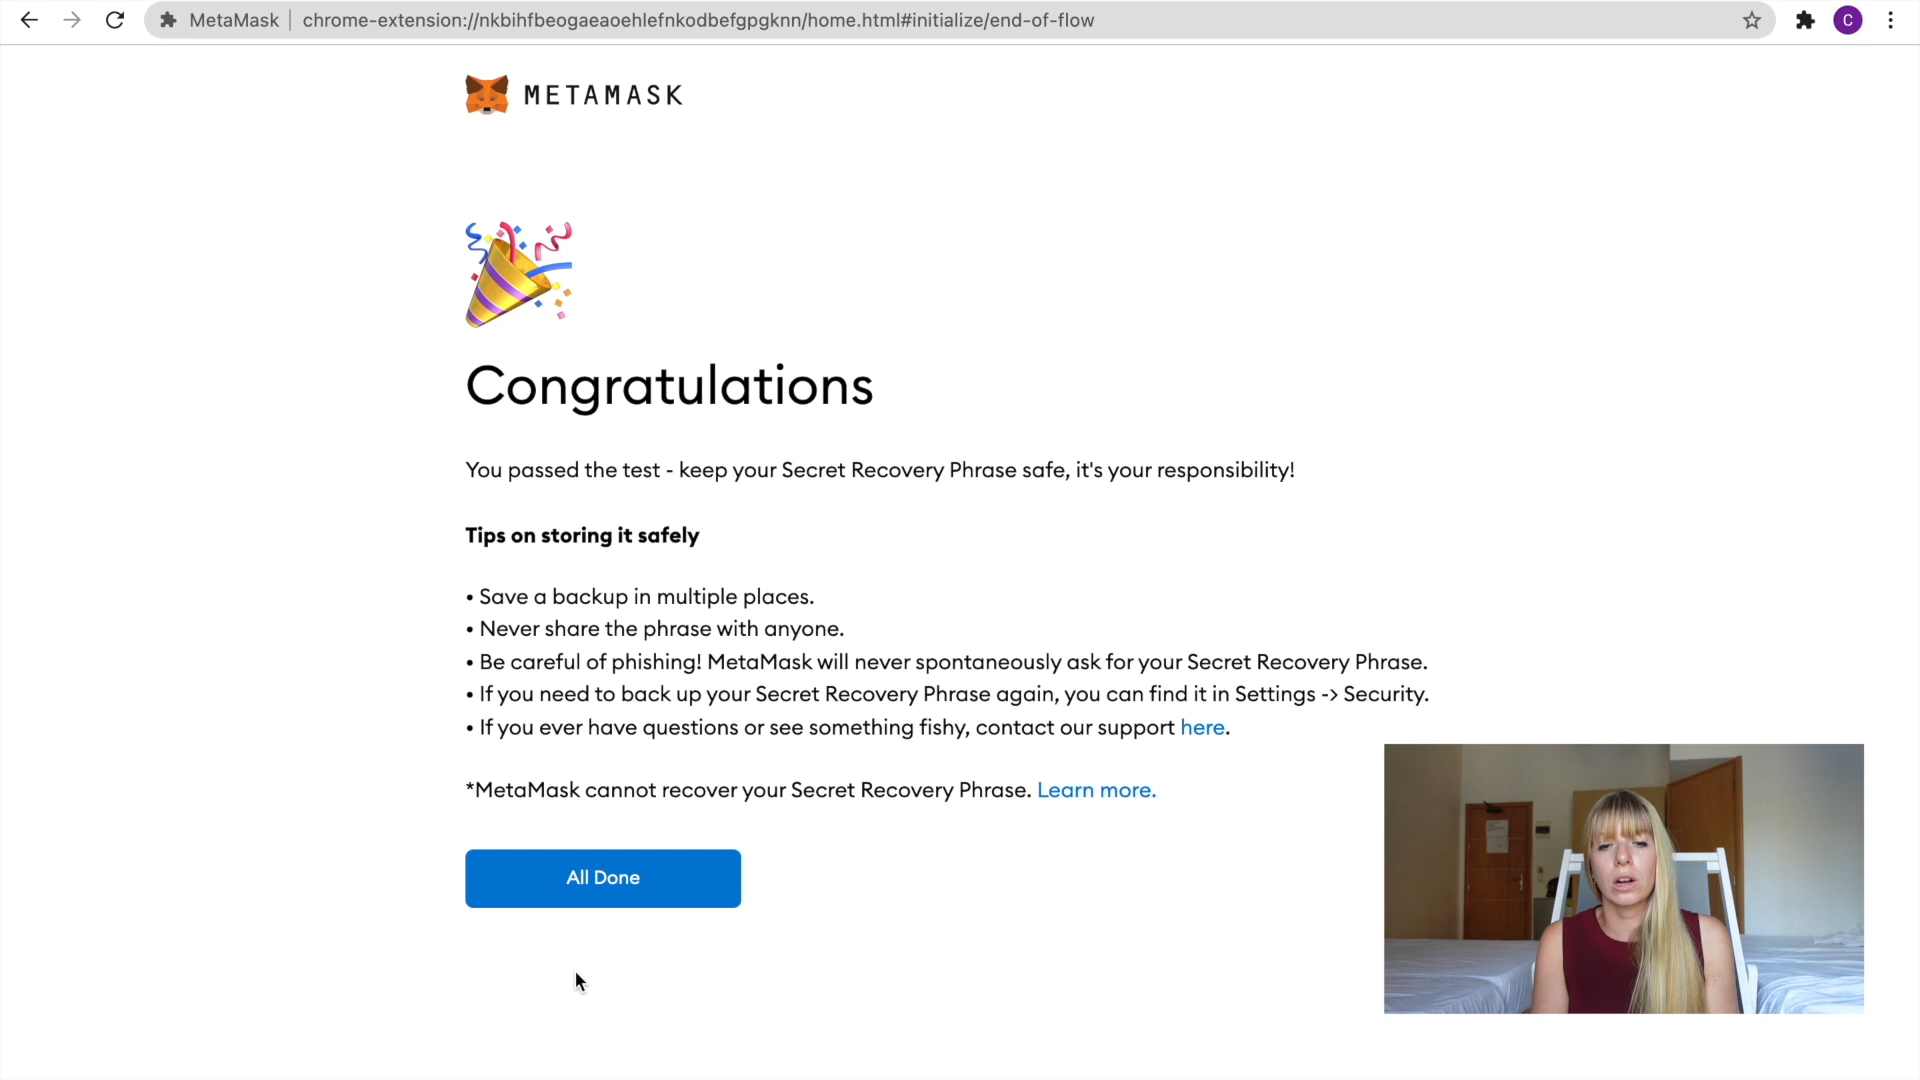 MetaMask | chrome-extension://nkbihfbeogaeaoehlefnkodbefgpgknn/home.html#initialize/end-of-flow
C
METAMASK
Congratulations
You passed the test - keep your Secret Recovery Phrase safe, it's your responsibility!
Tips on storing it safely
• Save a backup in multiple places.
• Never share the phrase with anyone.
• Be careful of phishing! MetaMask will never spontaneously ask for your Secret Recovery Phrase.
• If you need to back up your Secret Recovery Phrase again, you can find it in Settings -> Security.
• If you ever have questions or see something fishy, contact our support here.
*MetaMask cannot recover your Secret Recovery Phrase. Learn more.
All Done